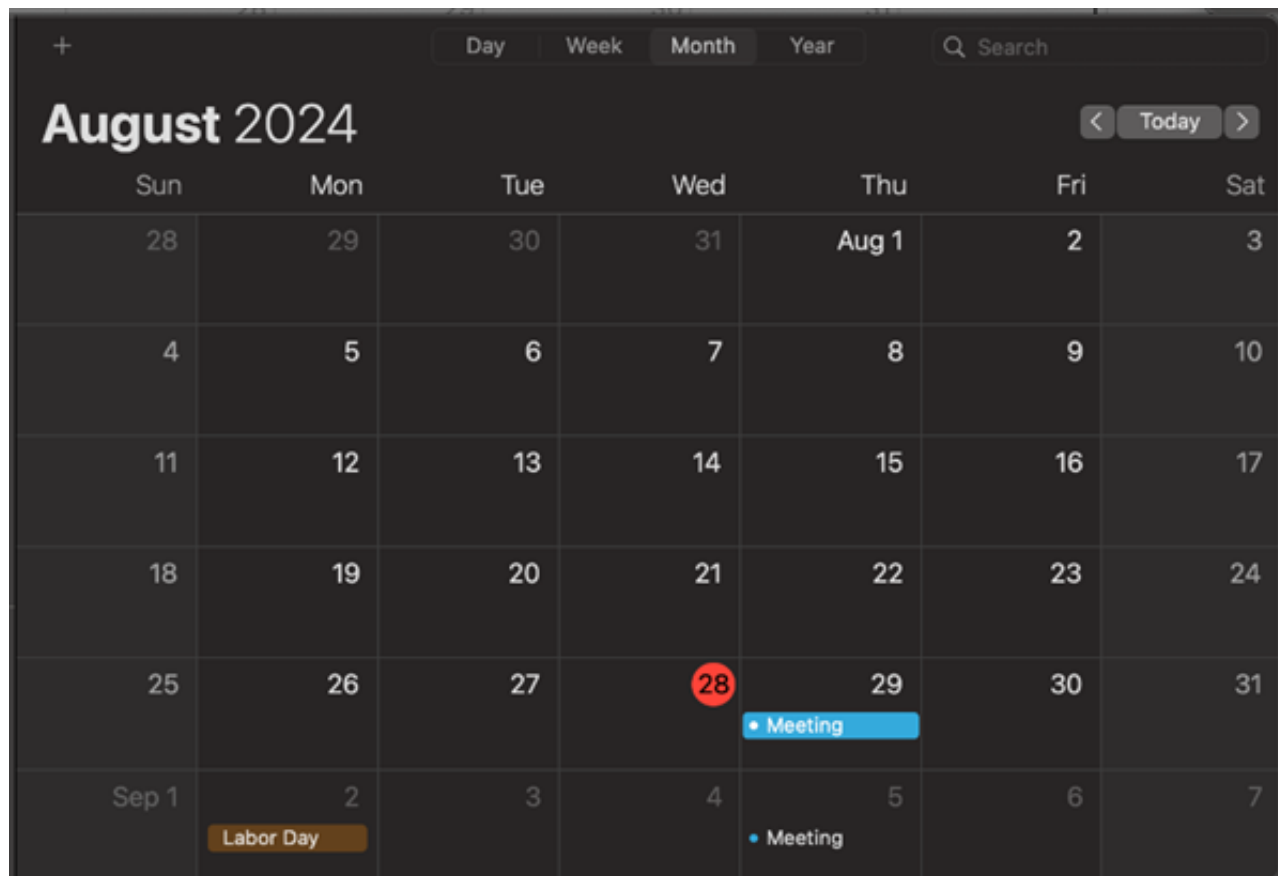 + Day Week Month Year Search
August 2024 < Today >
Sun Mon Tue Wed Thu Fri Sat
28 29 30 31 Aug 1 2 3
4 5 6 7 8 9 10
11 12 13 14 15 16 17
18 19 20 21 22 23 24
25 26 27 28 29 30 31
• Meeting
Sep 1 2 3 4 5 6 7
Labor Day • Meeting